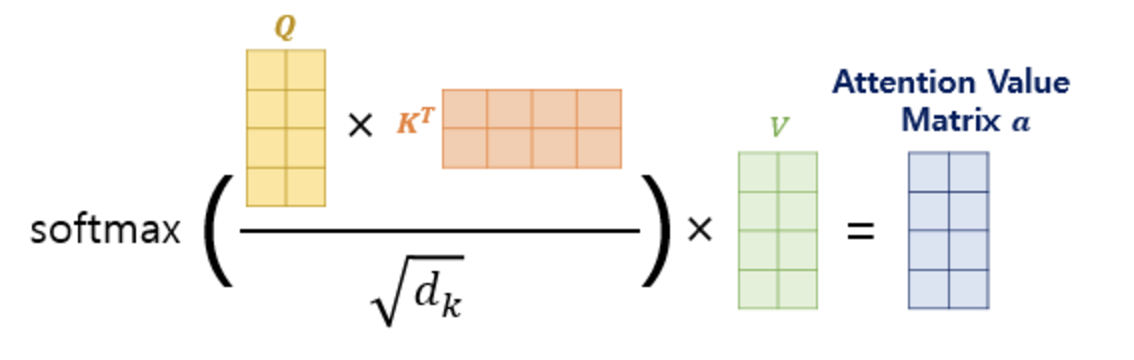 Q
× K^T
Attention Value
Matrix a
V
softmax ( ) × =
√d_k